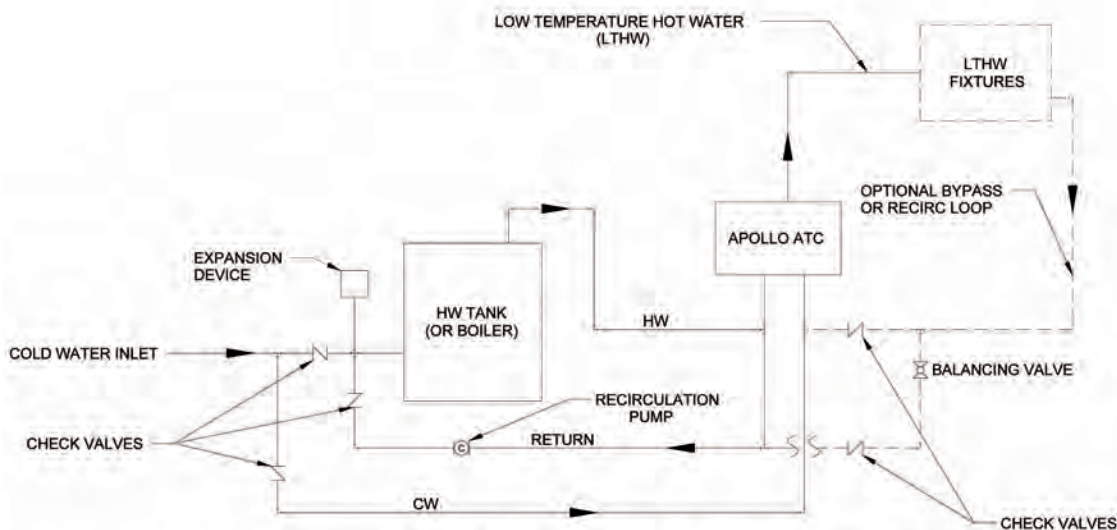 LOW TEMPERATURE HOT WATER
(LTHW)
LTHW
FIXTURES
OPTIONAL BYPASS
OR RECIRC LOOP
APOLLO ATC
EXPANSION
DEVICE
HW TANK
(OR BOILER)
HW
COLD WATER INLET
BALANCING VALVE
RECIRCULATION
PUMP
CHECK VALVES
C
RETURN
CW
CHECK VALVES